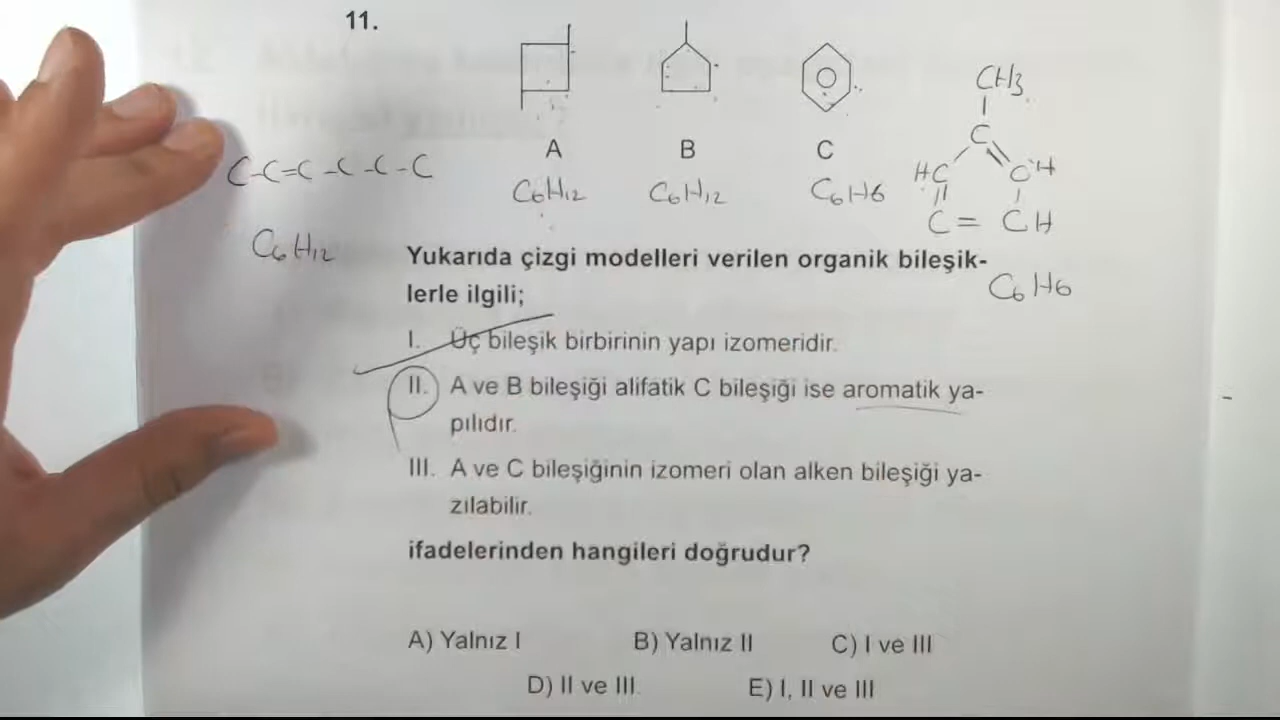 11.
A B C
C6H12 C6H12 C6H6
C-C=C-C-C-C
C6H12
CH3
C
HC CH
C = CH
C6H6
Yukarıda çizgi modelleri verilen organik bileşik-
lerle ilgili;
I. Üç bileşik birbirinin yapı izomeridir.
II. A ve B bileşiği alifatik C bileşiği ise aromatik ya-
pılıdır.
III. A ve C bileşiğinin izomeri olan alken bileşiği ya-
zılabilir.
ifadelerinden hangileri doğrudur?
A) Yalnız I B) Yalnız II C) I ve III
D) II ve III E) I, II ve III